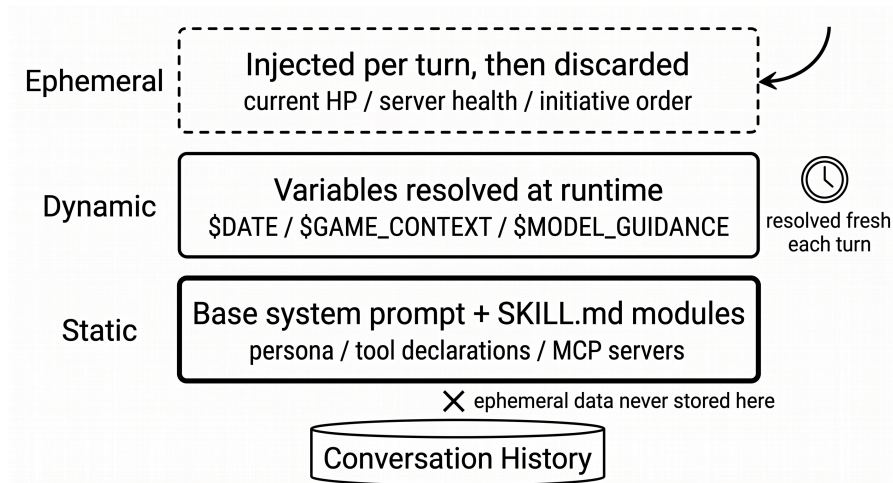 Ephemeral
Injected per turn, then discarded
current HP / server health / initiative order
Dynamic
Variables resolved at runtime
$DATE / $GAME_CONTEXT / $MODEL_GUIDANCE
resolved fresh
each turn
Static
Base system prompt + SKILL.md modules
persona / tool declarations / MCP servers
ephemeral data never stored here
Conversation History